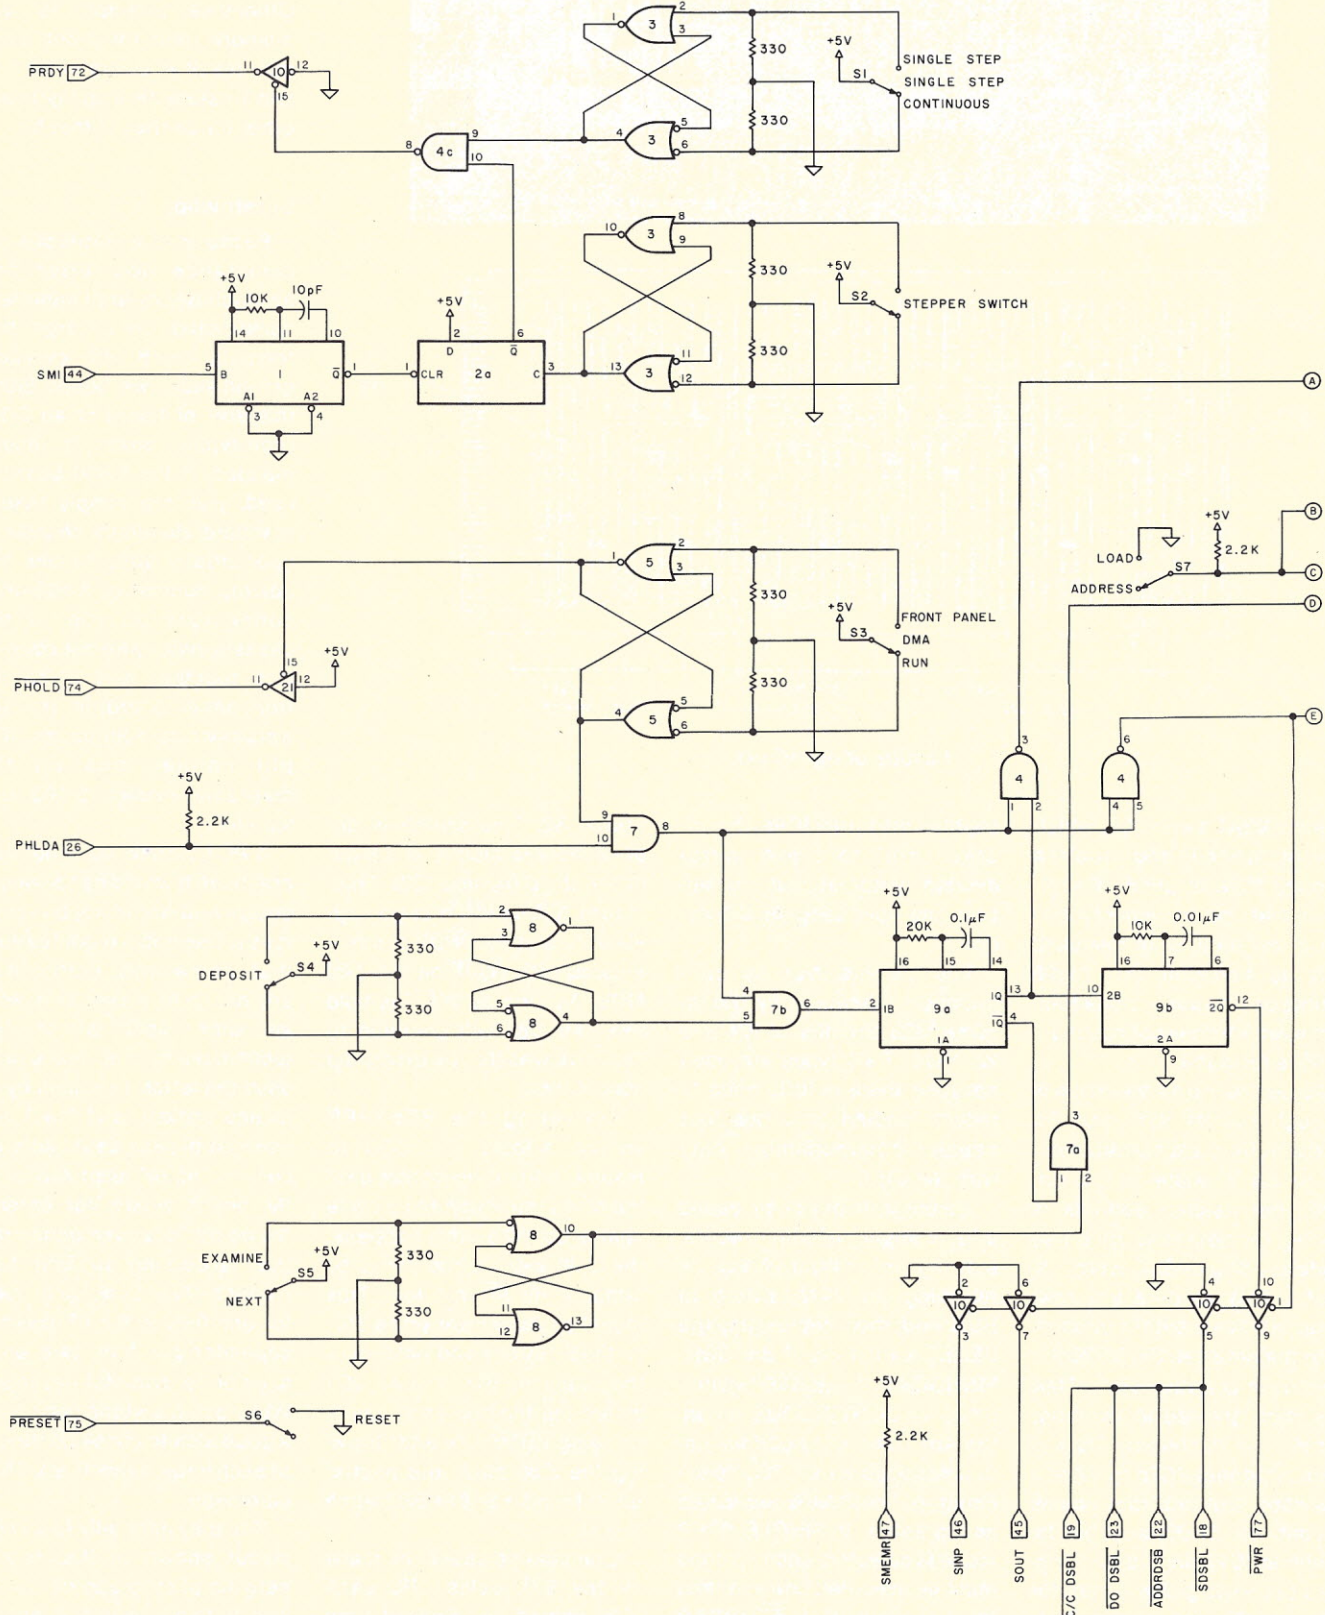 2
1
3
3
330
+5V
SINGLE STEP
S1
SINGLE STEP
CONTINUOUS
PRDY 72
11
10
12
15
330
8
4c
9
10
4
3
5
6
10
3
8
9
330
+5V
S2
STEPPER SWITCH
+5V
10K
10pF
+5V
14
11
10
2
6
330
SMI 44
5
B
1
Q
1
1
CLR
D
2a
Q
C
3
13
3
11
12
A1
A2
3
4
A
B
+5V
2.2K
LOAD
S7
C
ADDRESS
D
1
5
2
3
330
+5V
FRONT PANEL
S3
DMA
RUN
15
+5V
PHOLD 74
11
21
12
330
4
5
5
6
E
3
6
4
4
1
2
4
5
+5V
2.2K
9
7
8
10
PHLDA 26
2
3
8
1
330
+5V
DEPOSIT
S4
330
5
6
8
4
4
5
7b
6
+5V
20K
0.1μF
16
15
14
2
1B
9a
1Q
13
1Q
4
1A
1
+5V
10K
0.01μF
16
7
6
10
2B
9b
2Q
12
2A
9
3
7a
1
2
EXAMINE
+5V
S5
NEXT
330
330
8
10
11
12
8
13
2
10
3
6
10
7
4
10
5
10
10
1
9
PRESET 75
S6
RESET
+5V
2.2K
SMEMR 47
SINP 46
SOUT 45
C/C DSBL 19
DO DSBL 23
ADDRDSB 22
SDSBL 18
PWR 77